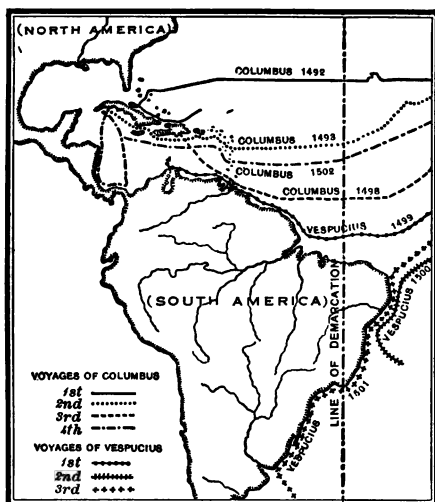 (NORTH AMERICA)
COLUMBUS 1492
COLUMBUS 1493
COLUMBUS 1502
COLUMBUS 1498
VESPUCIUS 1499
(SOUTH AMERICA)
LINE OF DEMARCATION
VESPUCIUS 1500
VESPUCIUS 1501
VOYAGES OF COLUMBUS
1st
2nd
3rd
4th
VOYAGES OF VESPUCIUS
1st
2nd
3rd